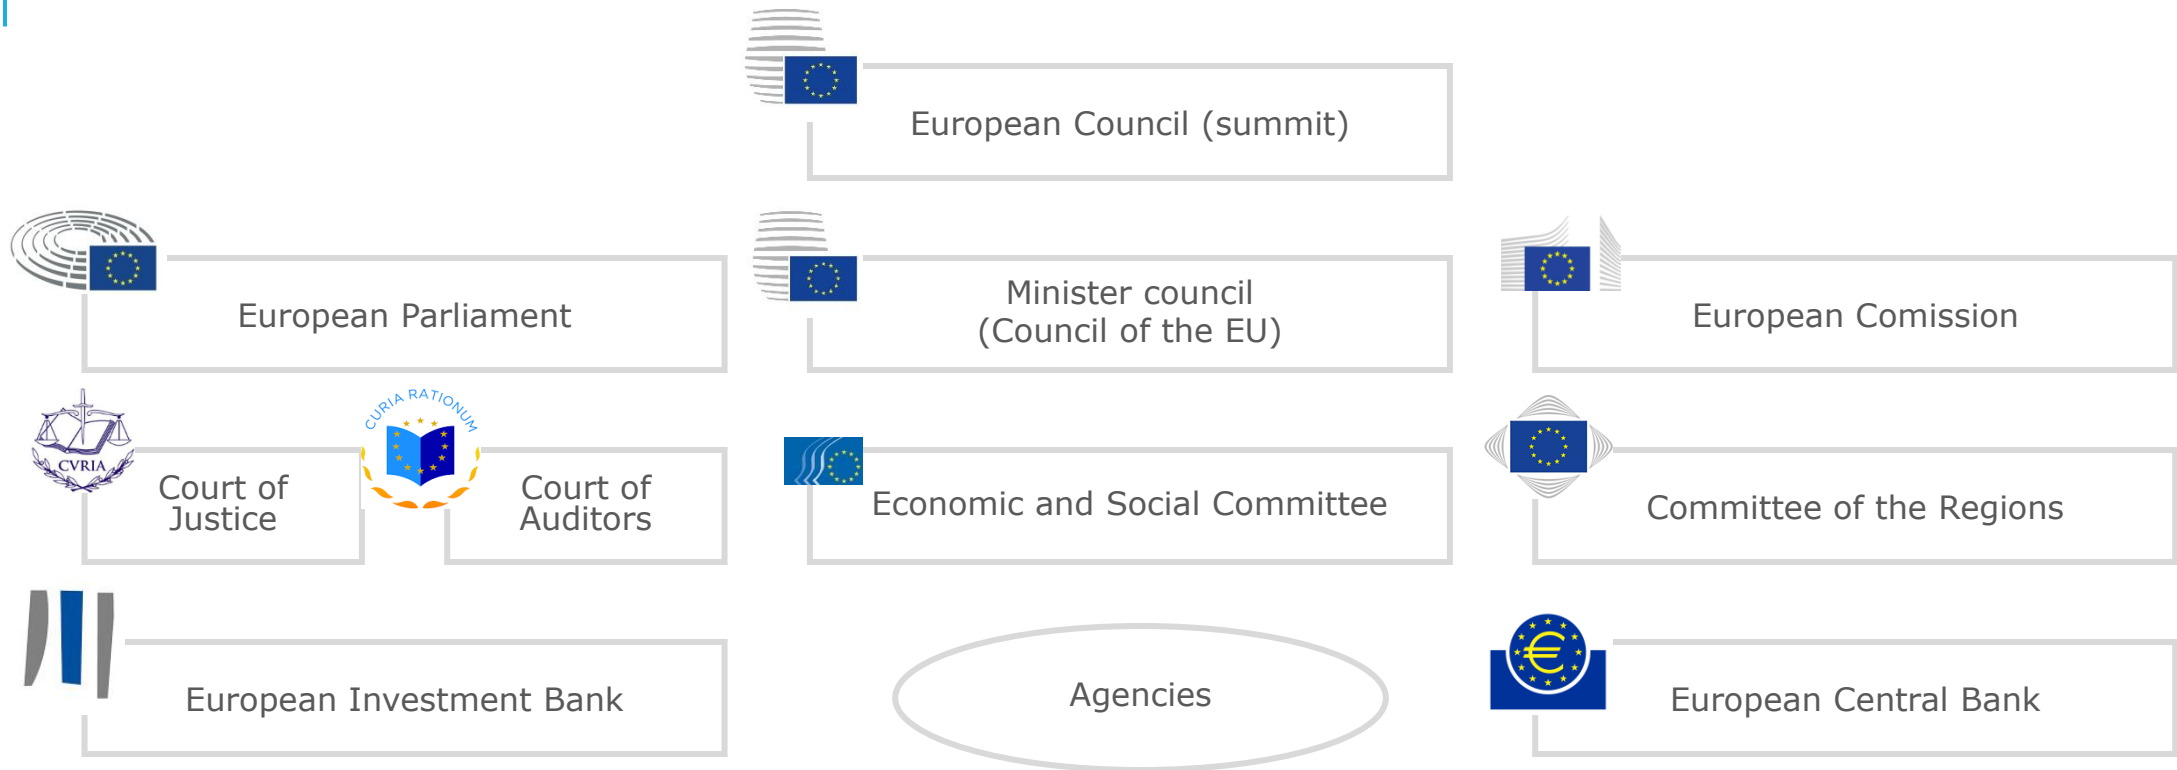 European Council (summit)
European Parliament
Minister council
(Council of the EU)
European Comission
CVRIA
Court of
Justice
CURIA RATIONUM
Court of
Auditors
Economic and Social Committee
Committee of the Regions
European Investment Bank
Agencies
€
European Central Bank